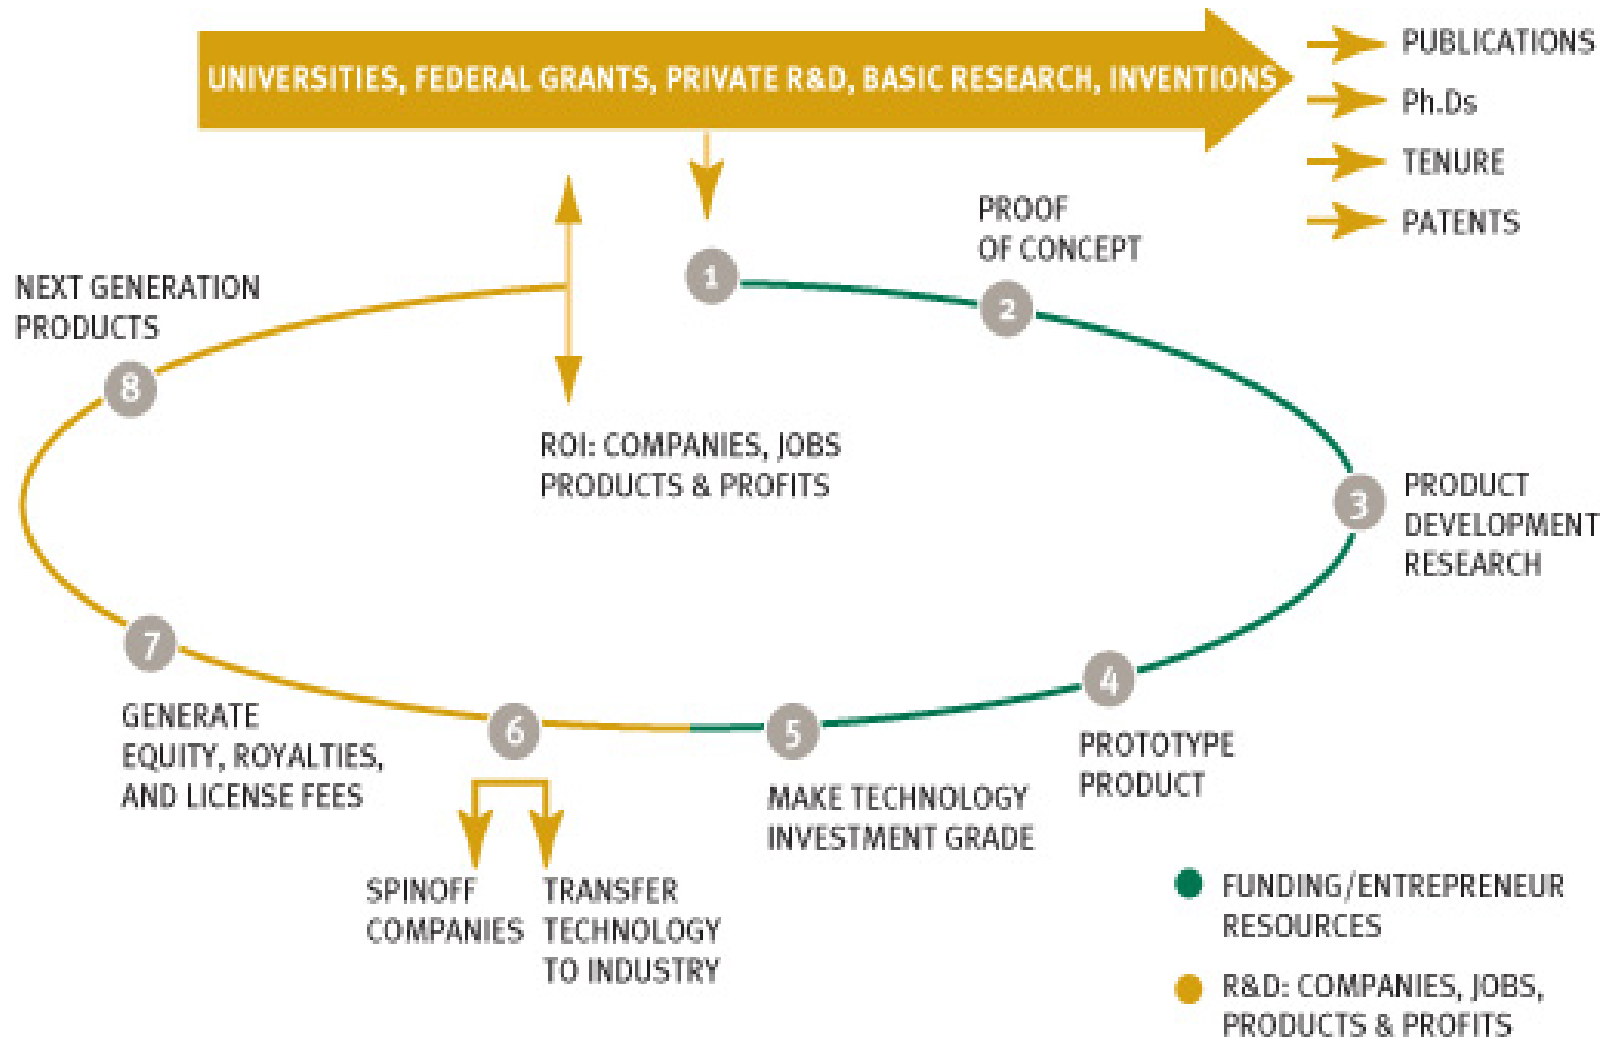 UNIVERSITIES, FEDERAL GRANTS, PRIVATE R&D, BASIC RESEARCH, INVENTIONS
PUBLICATIONS
Ph.Ds
TENURE
PATENTS
1
PROOF
OF CONCEPT
2
3
PRODUCT
DEVELOPMENT
RESEARCH
4
PROTOTYPE
PRODUCT
5
MAKE TECHNOLOGY
INVESTMENT GRADE
6
SPINOFF
COMPANIES
TRANSFER
TECHNOLOGY
TO INDUSTRY
7
GENERATE
EQUITY, ROYALTIES,
AND LICENSE FEES
NEXT GENERATION
PRODUCTS
8
ROI: COMPANIES, JOBS
PRODUCTS & PROFITS
FUNDING/ENTREPRENEUR
RESOURCES
R&D: COMPANIES, JOBS,
PRODUCTS & PROFITS